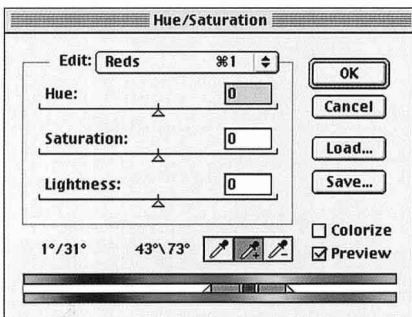 Hue/Saturation
Edit: Reds ⌘1
Hue: 0
Saturation: 0
Lightness: 0
OK
Cancel
Load...
Save...
Colorize
Preview
1°/31° 43°\73°